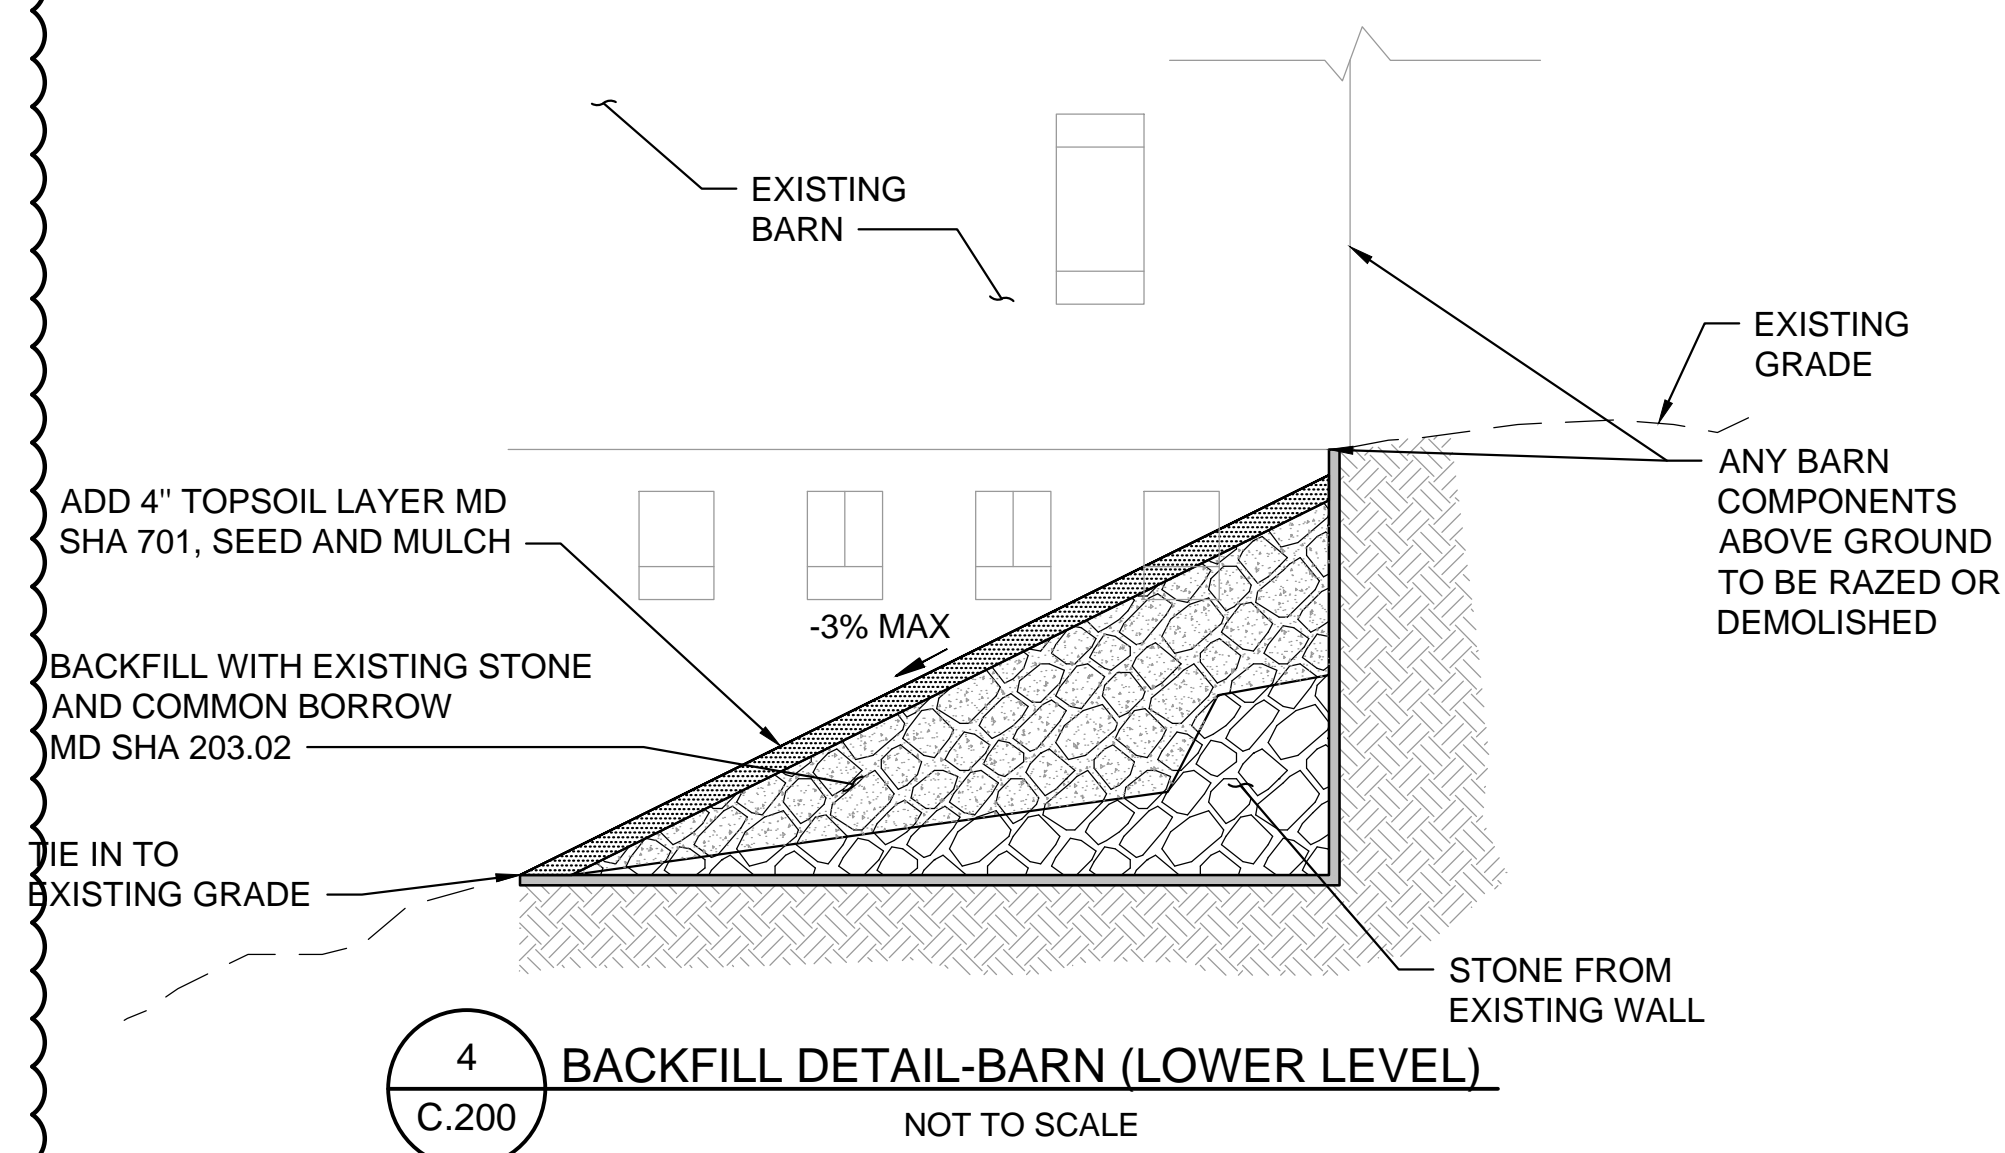 EXISTING
BARN
EXISTING
GRADE
ANY BARN
COMPONENTS
ABOVE GROUND
TO BE RAZED OR
DEMOLISHED
ADD 4" TOPSOIL LAYER MD
SHA 701, SEED AND MULCH
-3% MAX
BACKFILL WITH EXISTING STONE
AND COMMON BORROW
MD SHA 203.02
TIE IN TO
EXISTING GRADE
STONE FROM
EXISTING WALL
4
C.200
BACKFILL DETAIL-BARN (LOWER LEVEL)
NOT TO SCALE